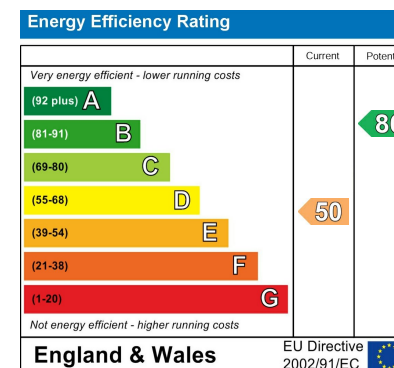 Energy Efficiency Rating
Current
Very energy efficient - lower running costs
(92 plus) A
(81-91) B
(69-80) C
(55-68) D
50
(39-54) E
(21-38) F
(1-20) G
Not energy efficient - higher running costs
England & Wales
EU Directive
2002/91/EC